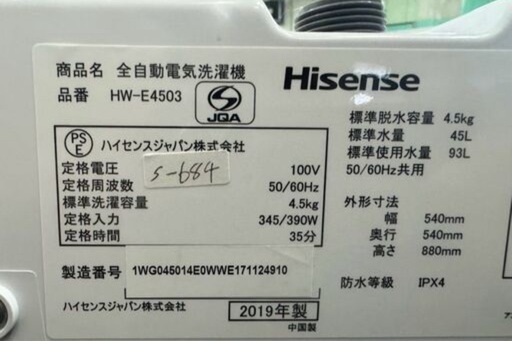 商品名 全自動電気洗濯機
品番 HW-E4503
S
JQA
Hisense
PS
E
ハイセンスジャパン株式会社
定格電圧 100V
S-684
定格周波数 50/60Hz
標準洗濯容量 4.5kg
定格入力 345/390W
定格時間 35分
製造番号 1WG045014E0WWE171124910
ハイセンスジャパン株式会社
2019年製
中国製
標準脱水容量 4.5kg
標準水量 45L
標準使用水量 93L
50/60Hz共用
外形寸法
幅 540mm
奥行 540mm
高さ 880mm
防水等級 IPX4